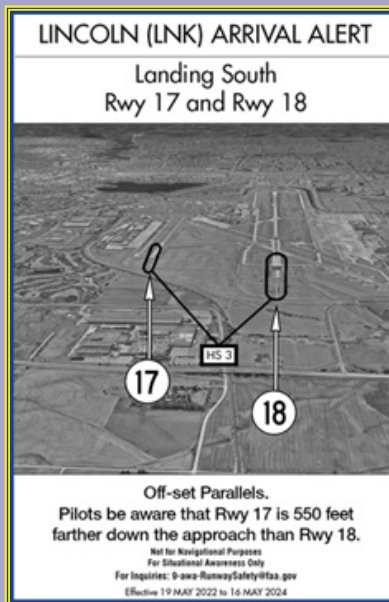 LINCOLN (LNK) ARRIVAL ALERT
Landing South
Rwy 17 and Rwy 18
HS 3
17
18
Off-set Parallels.
Pilots be aware that Rwy 17 is 550 feet
farther down the approach than Rwy 18.
Not for Navigational Purposes
For Situational Awareness Only
For Inquiries: 9-awa-RunwaySafety@faa.gov
Effective 19 MAY 2022 to 16 MAY 2024